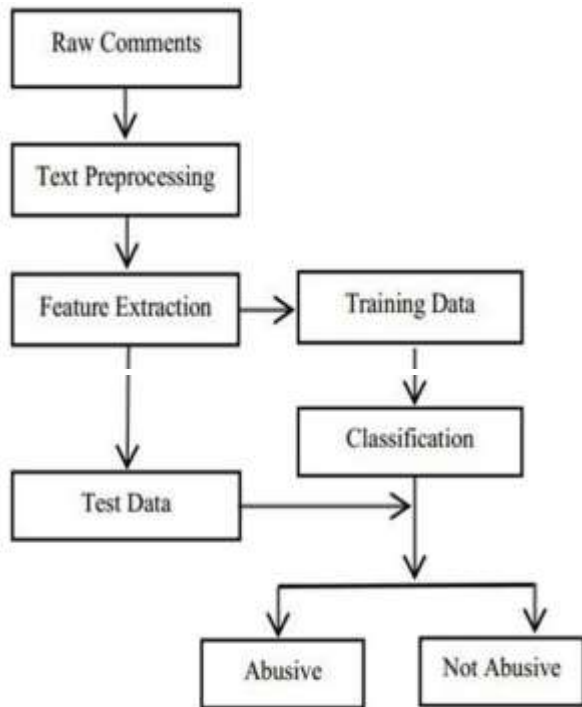 Raw Comments
Text Preprocessing
Feature Extraction
Training Data
Classification
Test Data
Abusive
Not Abusive